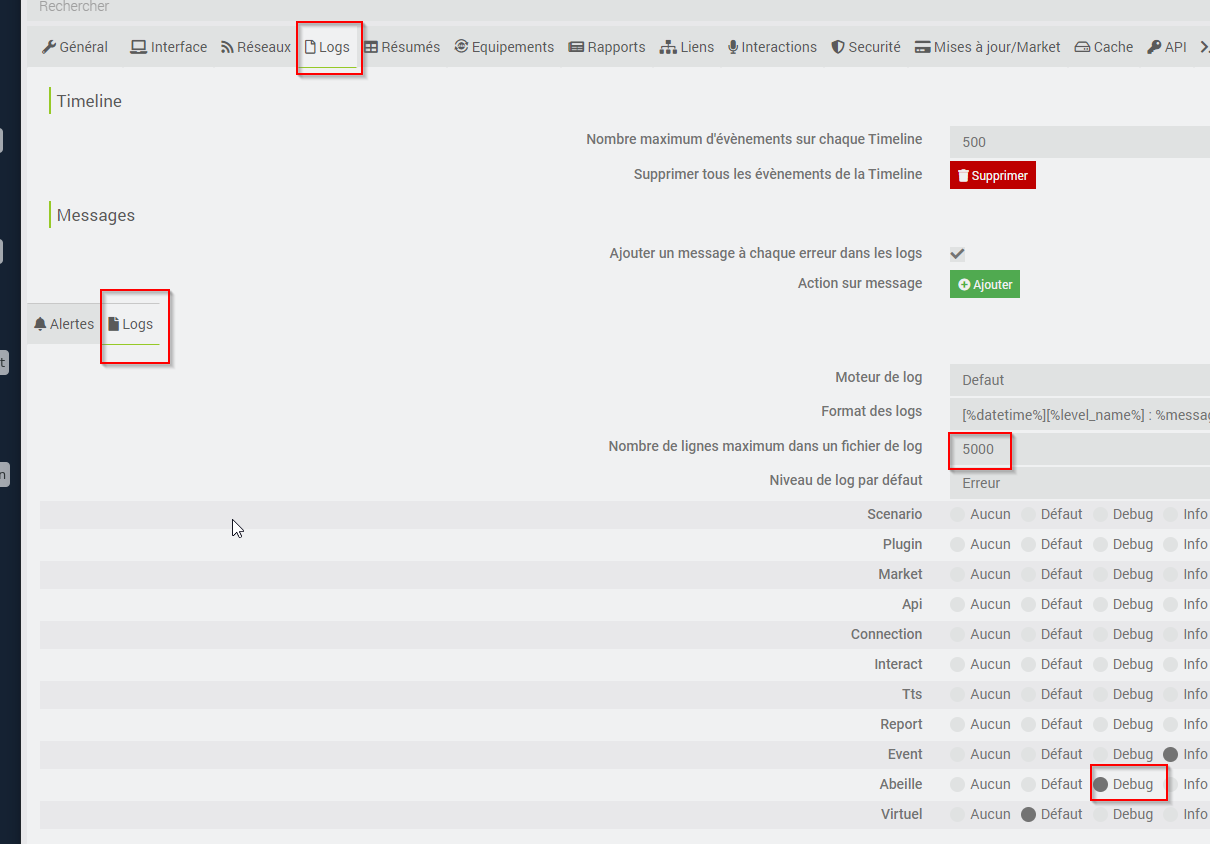 Rechercher
Général Interface Réseaux Logs Résumés Equipements Rapports Liens Interactions Securité Mises à jour/Market Cache API
Timeline
Nombre maximum d'évènements sur chaque Timeline 500
Supprimer tous les évènements de la Timeline Supprimer
Messages
Ajouter un message à chaque erreur dans les logs
Action sur message Ajouter
Alertes Logs
Moteur de log Defaut
Format des logs [%datetime%][%level_name%] : %messag
Nombre de lignes maximum dans un fichier de log 5000
Niveau de log par défaut Erreur
Scenario Aucun Défaut Debug Info
Plugin Aucun Défaut Debug Info
Market Aucun Défaut Debug Info
Api Aucun Défaut Debug Info
Connection Aucun Défaut Debug Info
Interact Aucun Défaut Debug Info
Tts Aucun Défaut Debug Info
Report Aucun Défaut Debug Info
Event Aucun Défaut Debug Info
Abeille Aucun Défaut Debug Info
Virtuel Aucun Défaut Debug Info